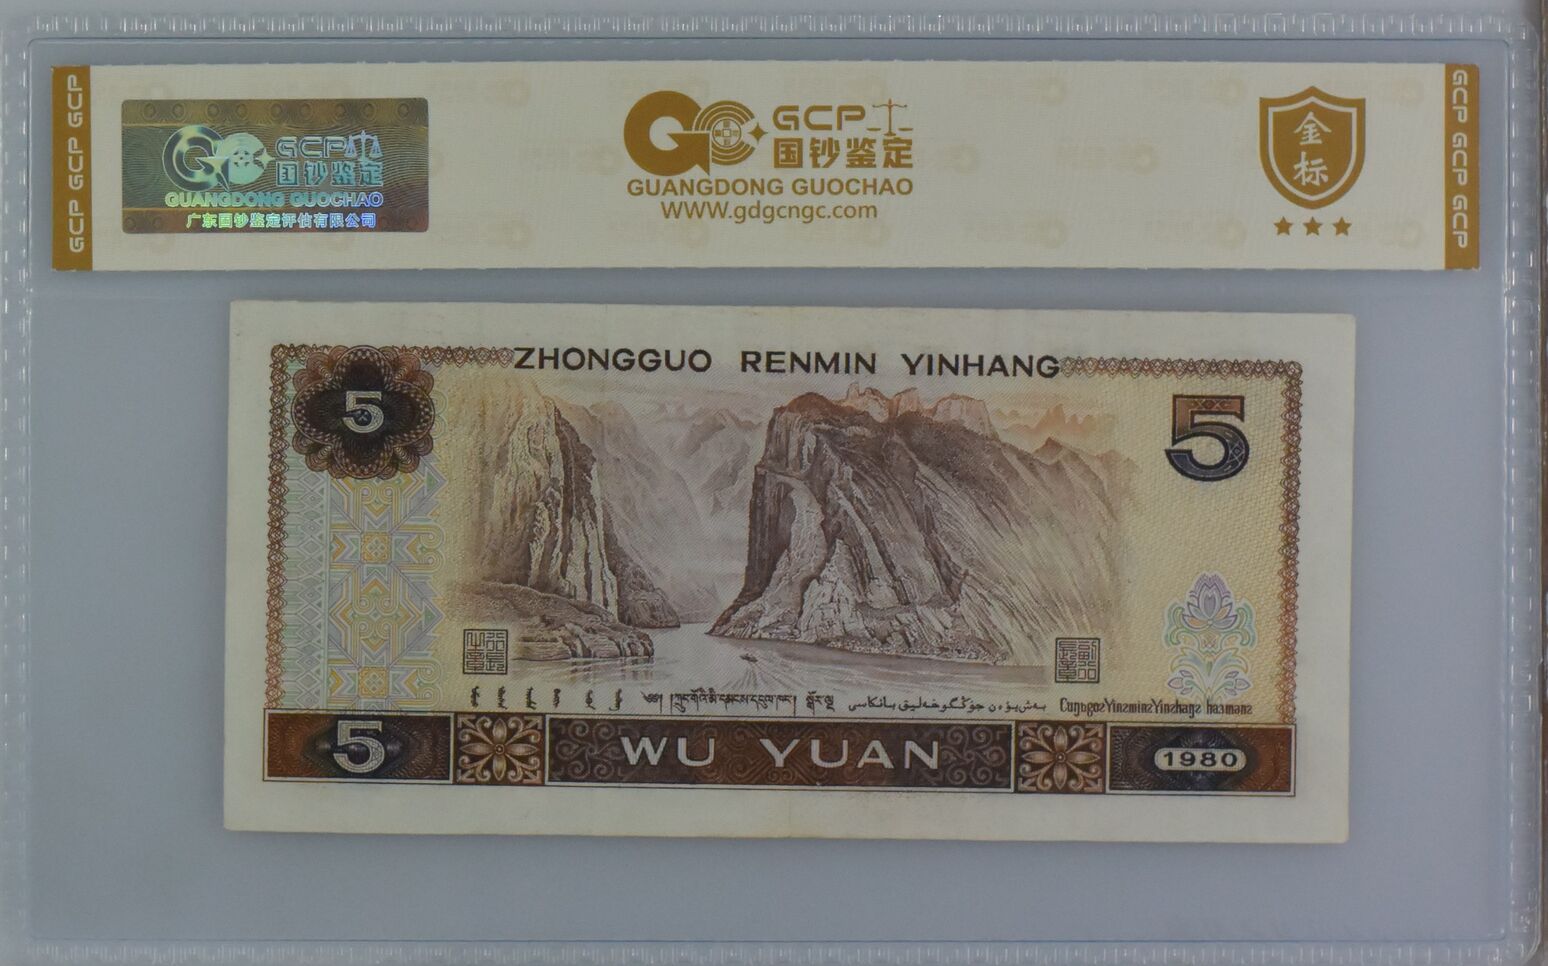 GCP GCP GCP
GCP 国钞鉴定
GUANGDONG GUOCHAO
广东国钞鉴定评估有限公司
GCP
国钞鉴定
GUANGDONG GUOCHAO
WWW.gdgcngc.com
金标
GCP GCP GCP
ZHONGGUO RENMIN YINHANG
5
5
5
WU YUAN
1980